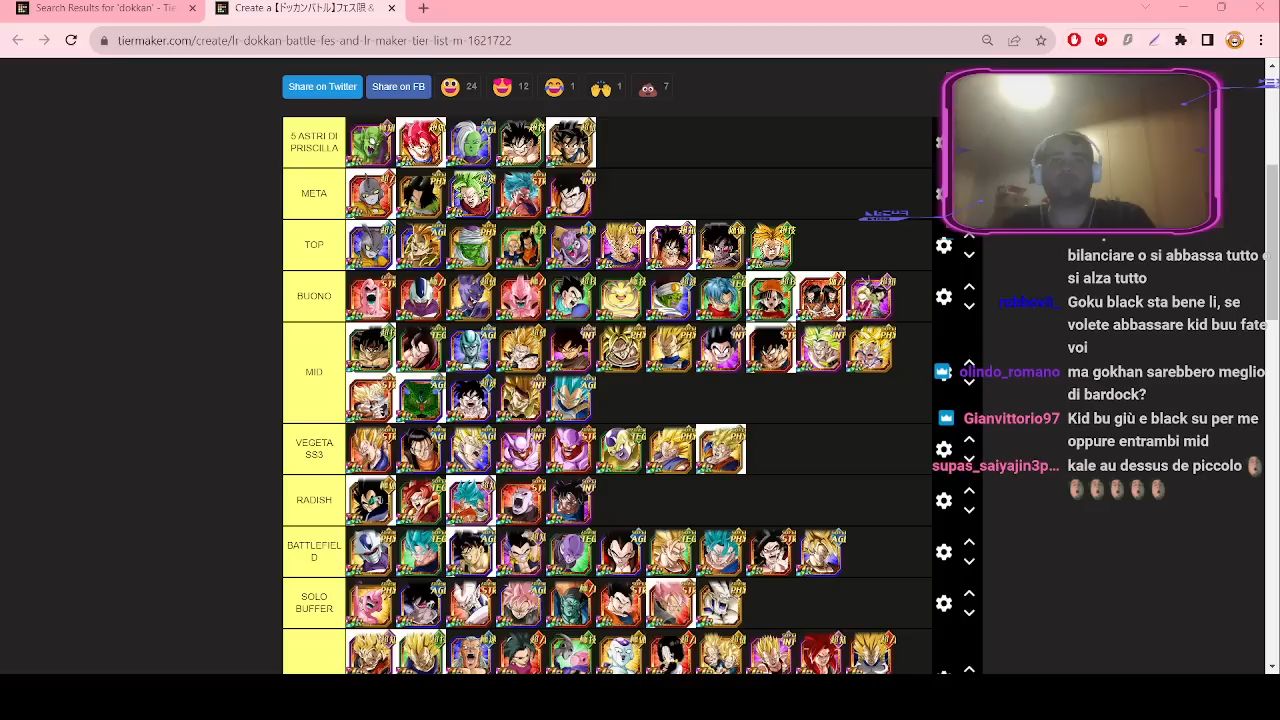 Search Results for 'dokkan' - Tier
Create a 【ドッカンバトル】フェス限 &
tiermaker.com/create/lr-dokkan-battle-fes-and-lr-maker-tier-list-m-1621722
Share on Twitter
Share on FB
24
12
1
1
7
5 ASTRI DI
PRISCILLA
META
TOP
BUONO
MID
VEGETA
SS3
RADISH
BATTLEFIEL
D
SOLO
BUFFER
bilanciare o si abbassa tutto
si alza tutto
Goku black sta bene li, se
volete abbassare kid buu fate
voi
olindo_romano ma gokhan sarebbero meglio
di bardock?
Gianvittorio97 Kid bu giù e black su per me
oppure entrambi mid
supas_saiyajin3p... kale au dessus de piccolo